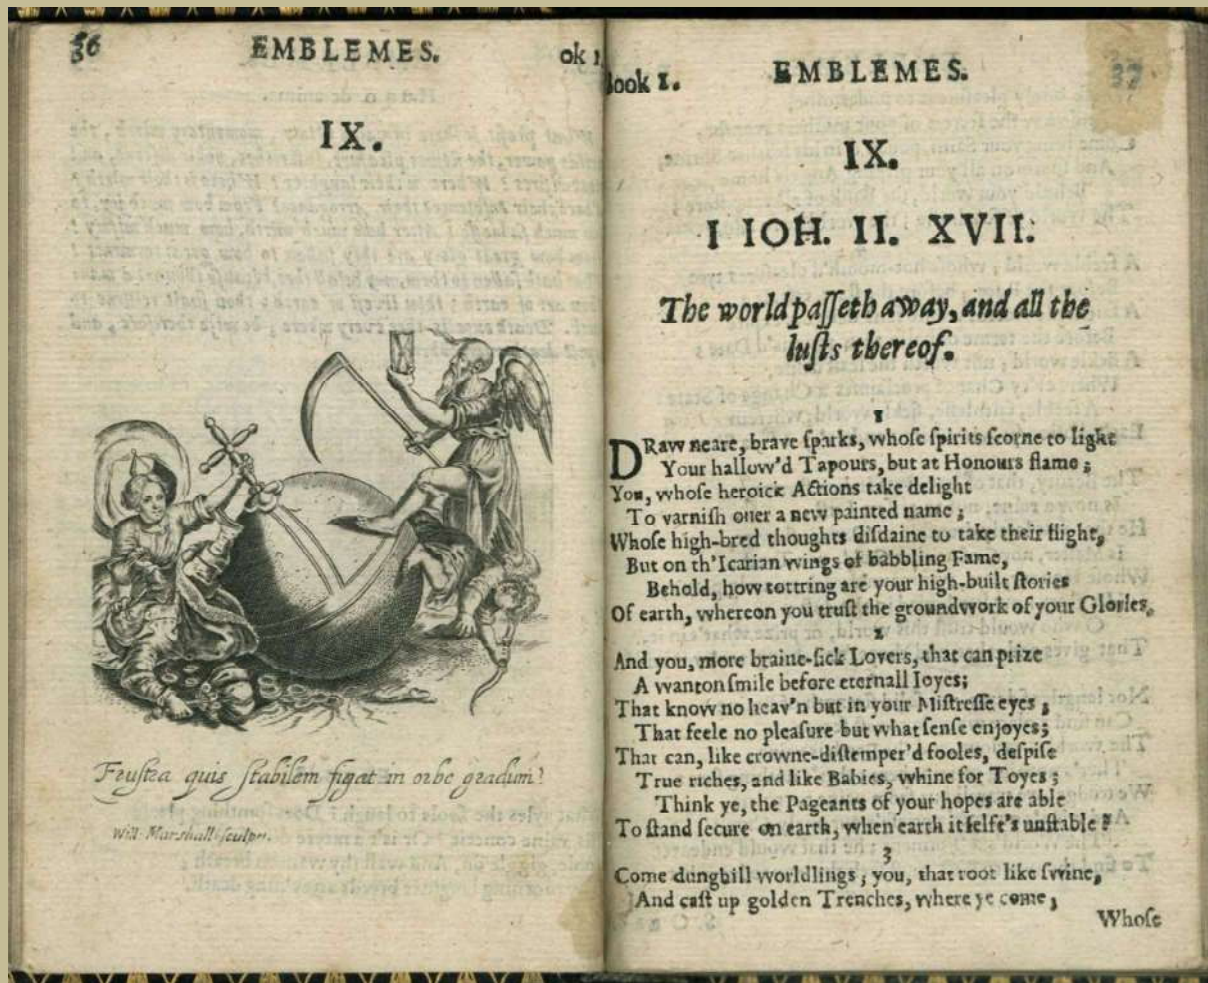 36
EMBLEMES.
ok 1
IX.
Frustra quis stabilem figat in orbe gradum?
Will. Marshall. sculpsi.
Book 1.
EMBLEMES.
37
IX.
I IOH. II. XVII.
The world paſſeth away, and all the
luſts thereof.
1
DRaw neare, brave ſparks, whoſe ſpirits ſcorne to light
Your hallow'd Tapours, but at Honours flame;
You, whoſe heroick Actions take delight
To varniſh over a new painted name;
Whoſe high-bred thoughts diſdaine to take their flight,
But on th'Icarian wings of babbling Fame,
Behold, how tottring are your high-built ſtories
Of earth, whereon you truſt the groundwork of your Glories.
2
And you, more braine-ſick Lovers, that can prize
A wanton ſmile before eternall Ioyes;
That know no heav'n but in your Miſtreſſe eyes;
That feele no pleaſure but what ſenſe enjoyes;
That can, like crowne-diſtemper'd fooles, deſpiſe
True riches, and like Babies, whine for Toyes;
Think ye, the Pageants of your hopes are able
To ſtand ſecure on earth, when earth it ſelfe's unſtable?
3
Come dunghill worldlings; you, that root like ſwine,
And caſt up golden Trenches, where ye come;
Whoſe